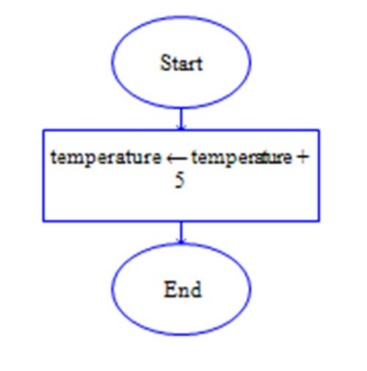 Start
temperature ← temperature +
5
End